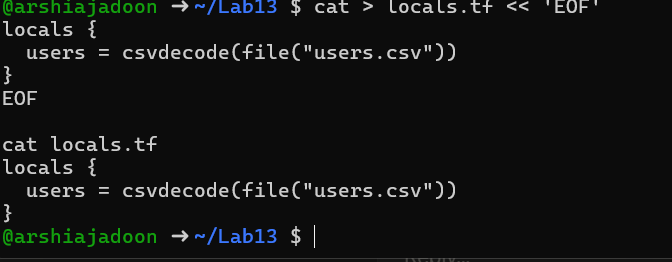 @arshiajadoon ➜ ~/Lab13 $ cat > locals.tf << 'EOF'
locals {
  users = csvdecode(file("users.csv"))
}
EOF

cat locals.tf
locals {
  users = csvdecode(file("users.csv"))
}
@arshiajadoon ➜ ~/Lab13 $